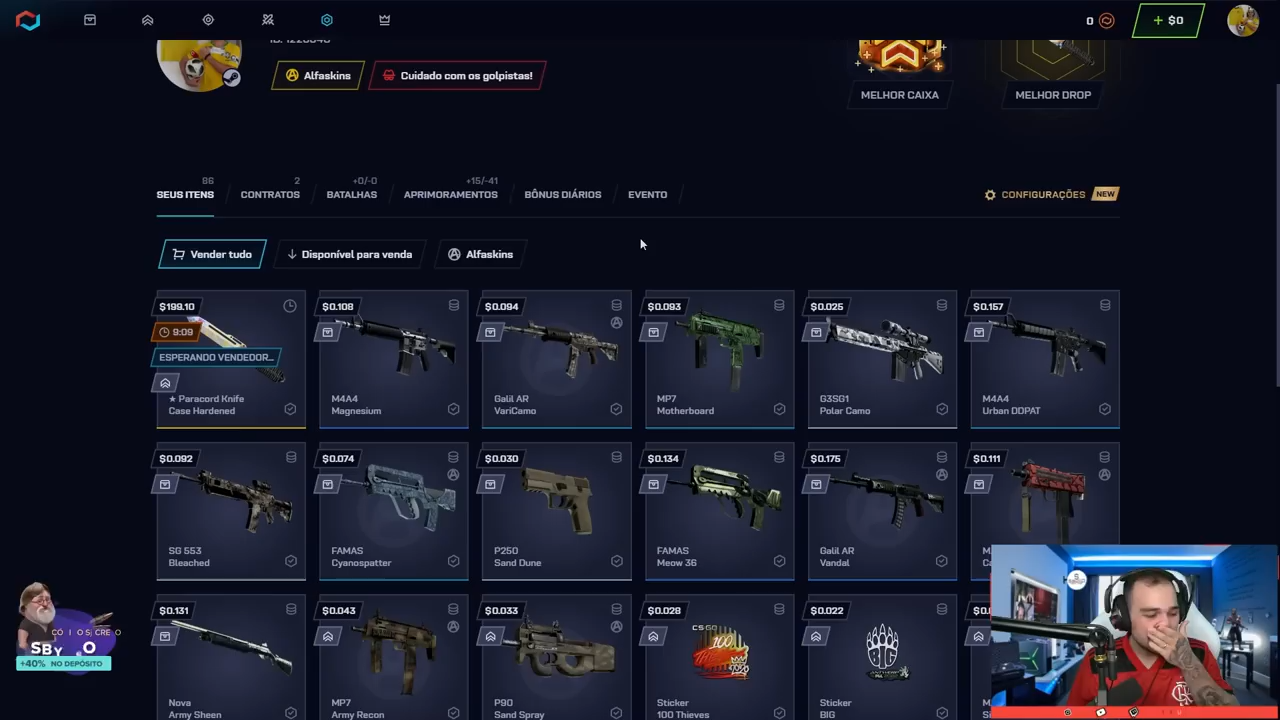 0
+ $0
Alfaskins
Cuidado com os golpistas!
MELHOR CAIXA
MELHOR DROP
86
SEUS ITENS
2
CONTRATOS
+0/-0
BATALHAS
+15/-41
APRIMORAMENTOS
BÔNUS DIÁRIOS
EVENTO
CONFIGURAÇÕES NEW
Vender tudo
Disponível para venda
Alfaskins
$199.10
9:09
ESPERANDO VENDEDOR...
★ Paracord Knife
Case Hardened
$0.108
M4A4
Magnesium
$0.094
Galil AR
VariCamo
$0.093
MP7
Motherboard
$0.025
G3SG1
Polar Camo
$0.157
M4A4
Urban DDPAT
$0.092
SG 553
Bleached
$0.074
FAMAS
Cyanospatter
$0.030
P250
Sand Dune
$0.134
FAMAS
Meow 36
$0.175
Galil AR
Vandal
$0.111
$0.131
Nova
Army Sheen
$0.043
MP7
Army Recon
$0.033
P90
Sand Spray
$0.028
CS GO
100
Sticker
100 Thieves
$0.022
Sticker
BIG
+40% NO DEPÓSITO